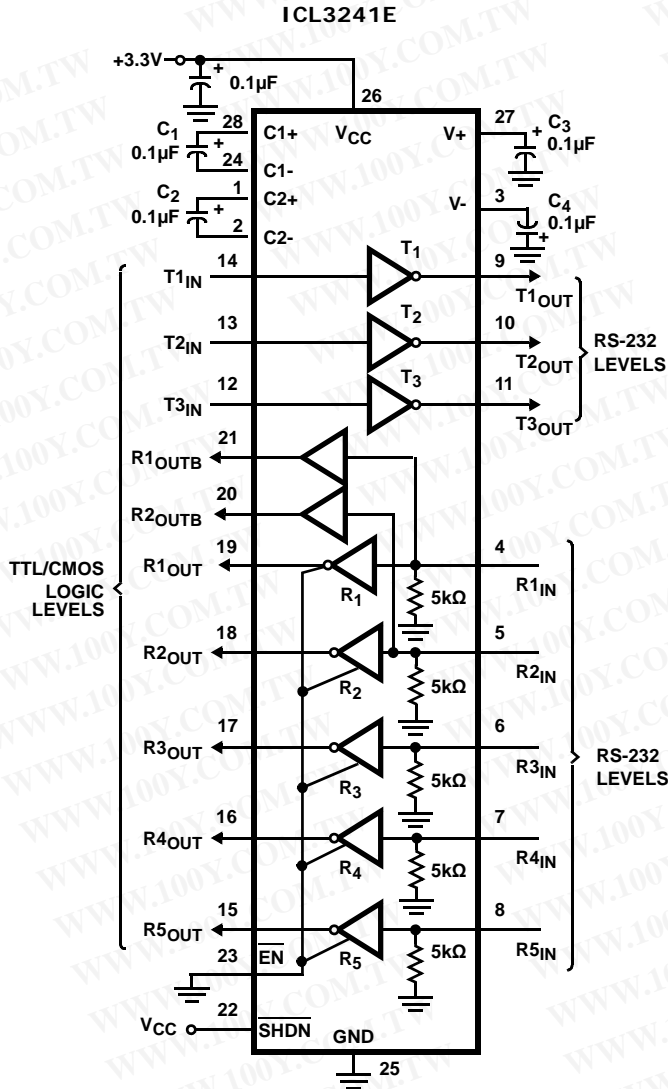 ICL3241E
+3.3V
+
0.1µF
26
C1
0.1µF
28
+
24
C1+
C1-
VCC
V+
27
+
C3
0.1µF
C2
0.1µF
1
+
2
C2+
C2-
V-
3
C4
0.1µF
+
T1IN
14
T1
9
T1OUT
T2IN
13
T2
10
T2OUT
RS-232
LEVELS
T3IN
12
T3
11
T3OUT
R1OUTB
21
R2OUTB
20
TTL/CMOS
LOGIC
LEVELS
R1OUT
19
R1
5kΩ
4
R1IN
R2OUT
18
R2
5kΩ
5
R2IN
R3OUT
17
R3
5kΩ
6
R3IN
RS-232
LEVELS
R4OUT
16
R4
5kΩ
7
R4IN
R5OUT
15
R5
5kΩ
8
R5IN
23
EN
VCC
22
SHDN
GND
25
WWW.100Y.COM.TW